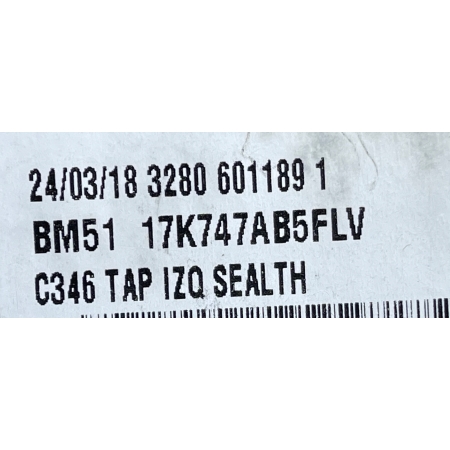 24/03/18 3280 601189 1
BM51 17K747AB5FLV
C346 TAP IZQ SEALTH